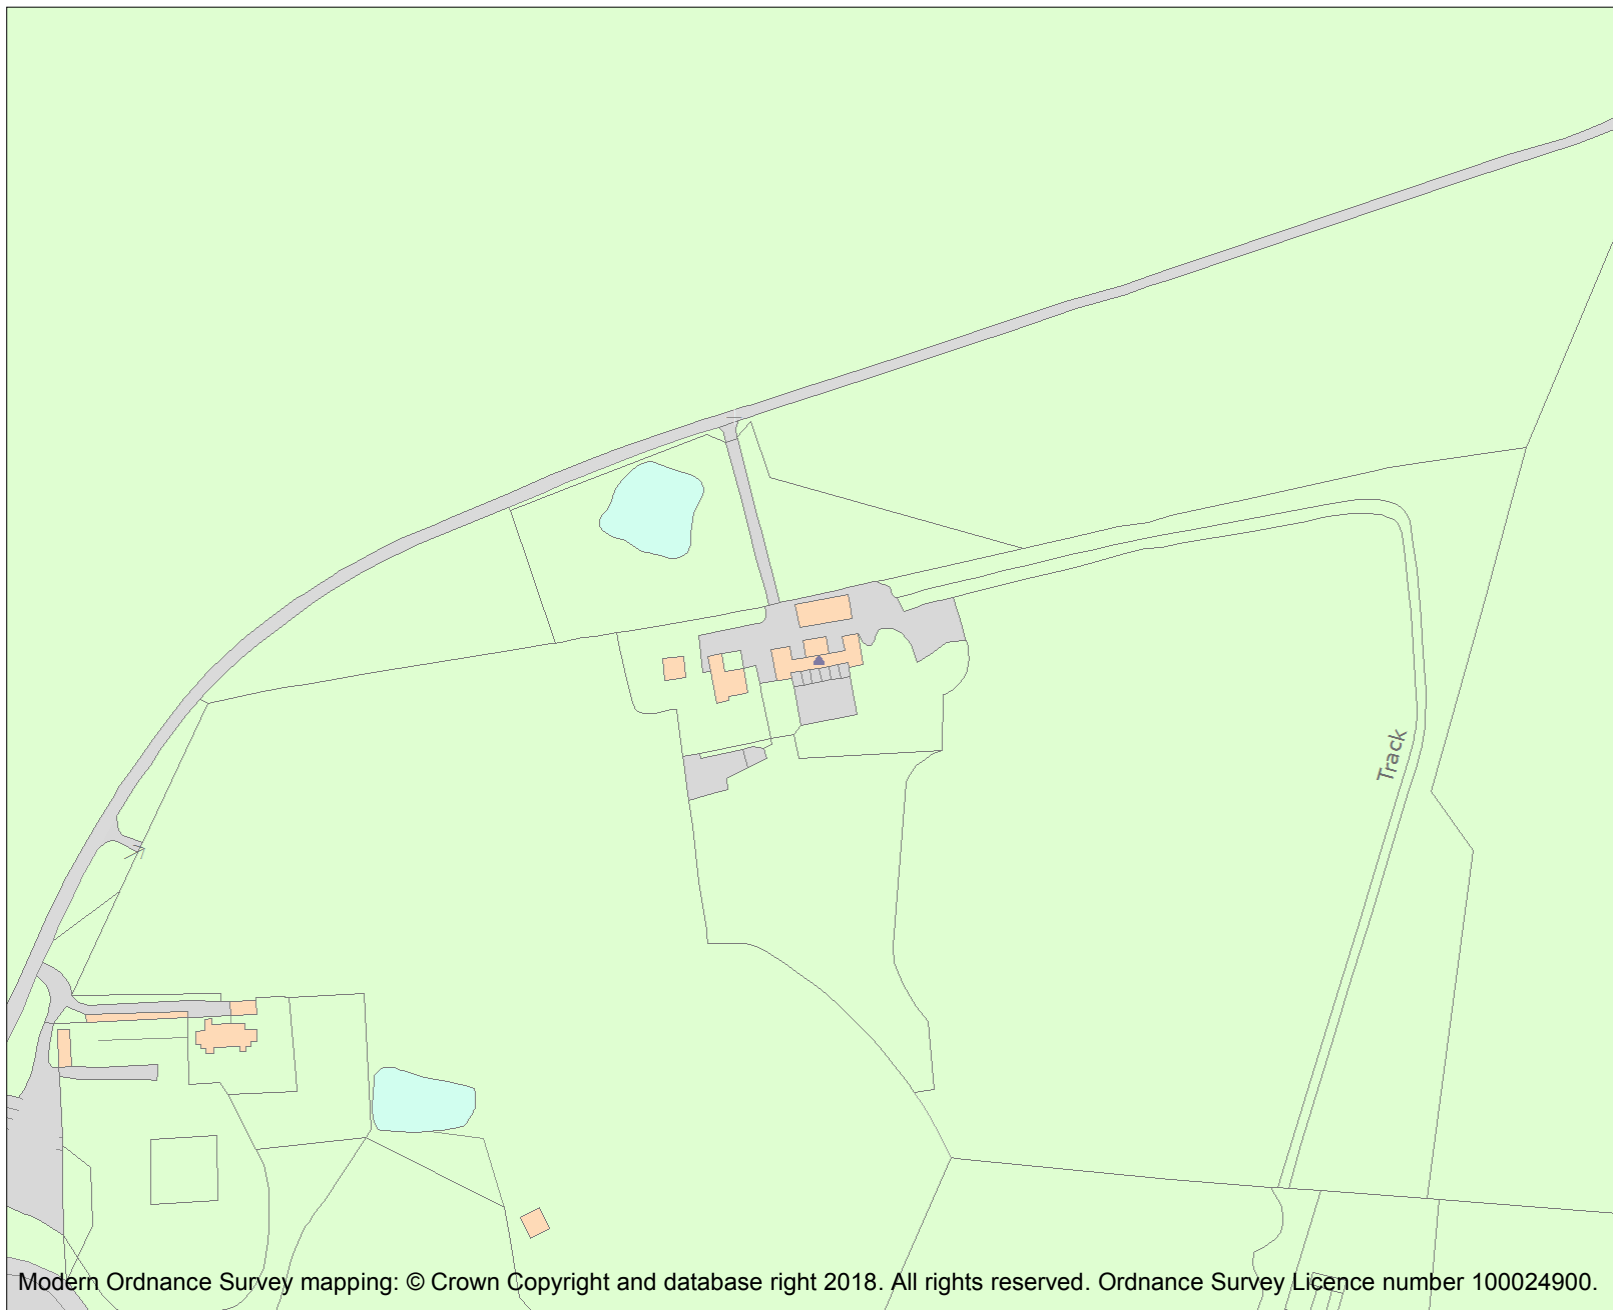 Track
Modern Ordnance Survey mapping: © Crown Copyright and database right 2018. All rights reserved. Ordnance Survey Licence number 100024900.